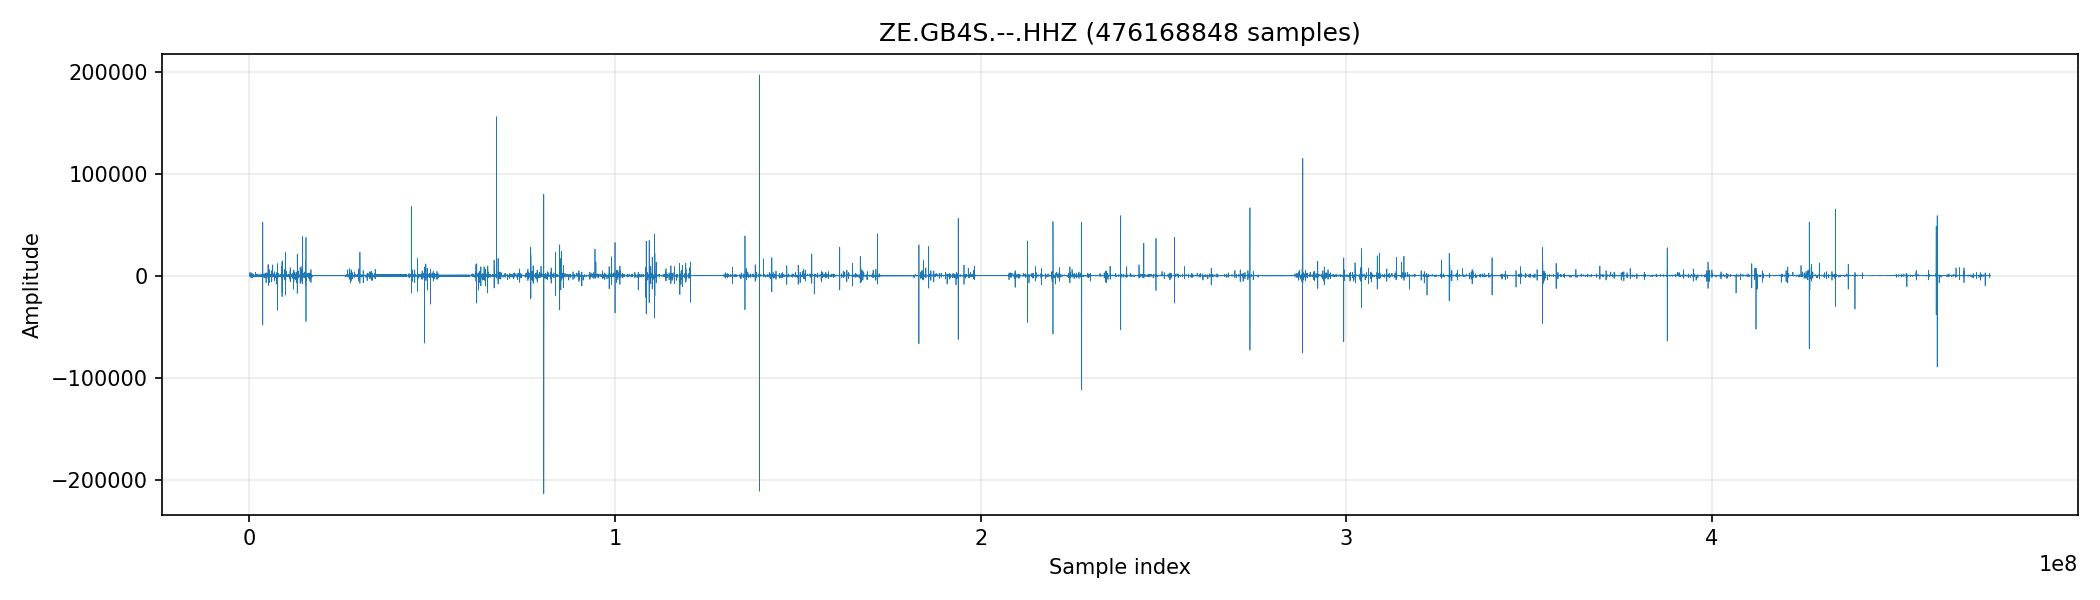 ZE.GB4S.--.HHZ (476168848 samples)
200000
100000
0
−100000
−200000
Amplitude
0 1 2 3 4
1e8
Sample index